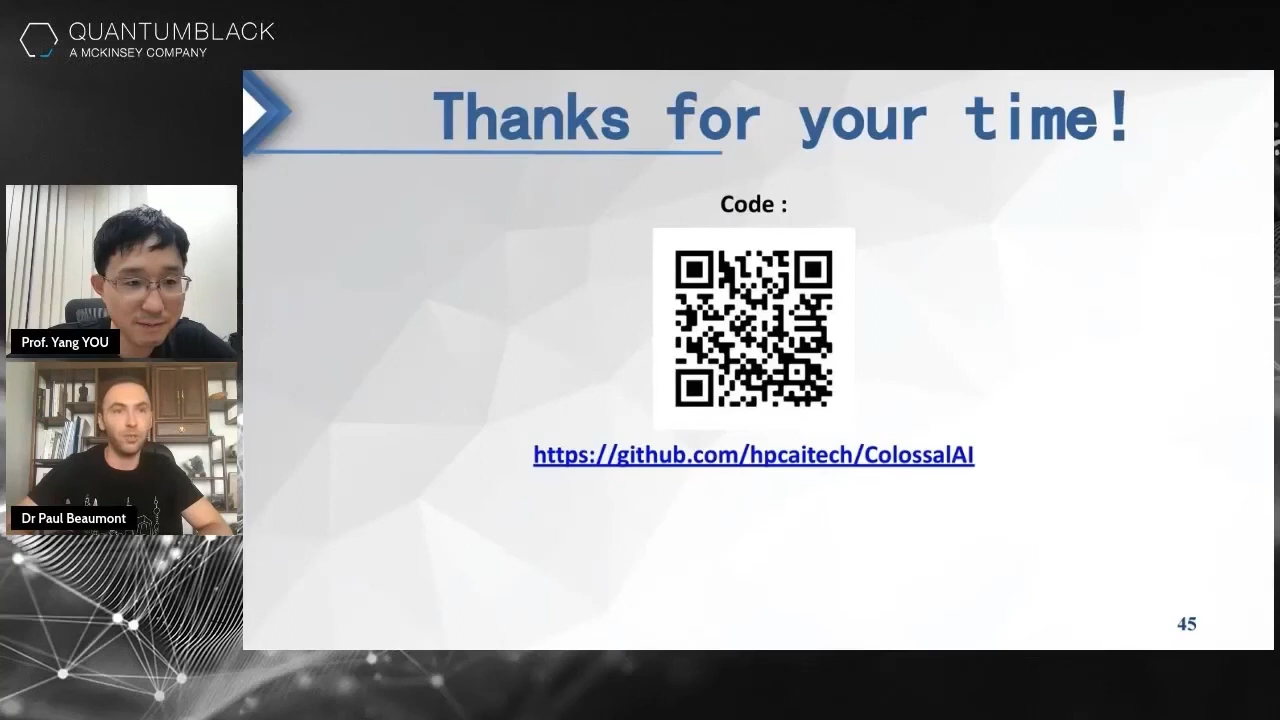 QUANTUMBLACK
A MCKINSEY COMPANY
Thanks for your time!
Code :
https://github.com/hpcaitech/ColossalAI
45
Prof. Yang YOU
Dr Paul Beaumont